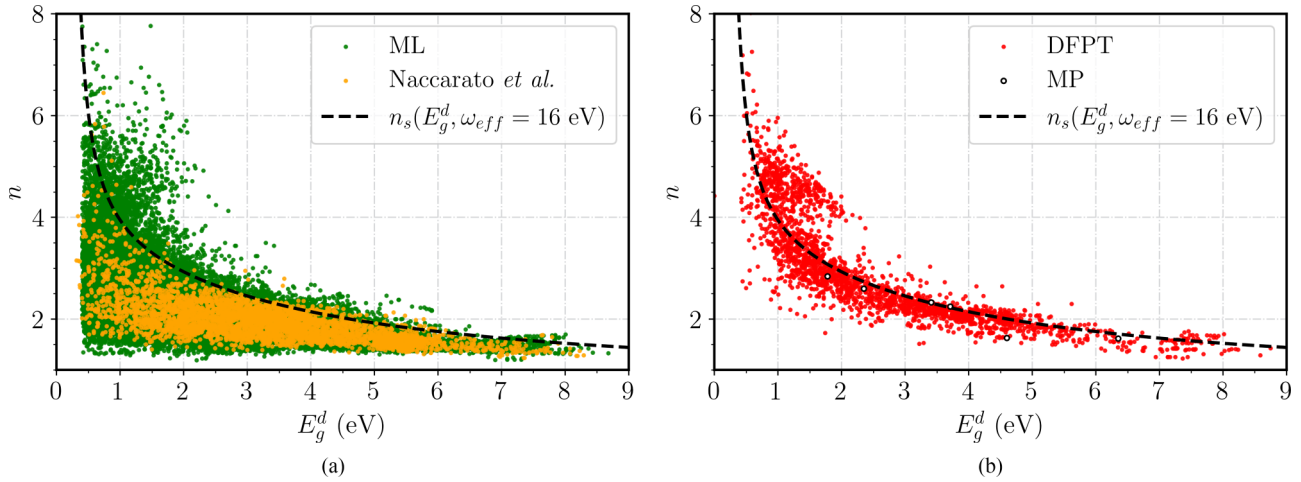 8
6
4
2
n
0 1 2 3 4 5 6 7 8 9
E_g^d (eV)
ML
Naccarato et al.
n_s(E_g^d, ω_eff = 16 eV)
(a)
8
6
4
2
n
0 1 2 3 4 5 6 7 8 9
E_g^d (eV)
DFPT
MP
n_s(E_g^d, ω_eff = 16 eV)
(b)